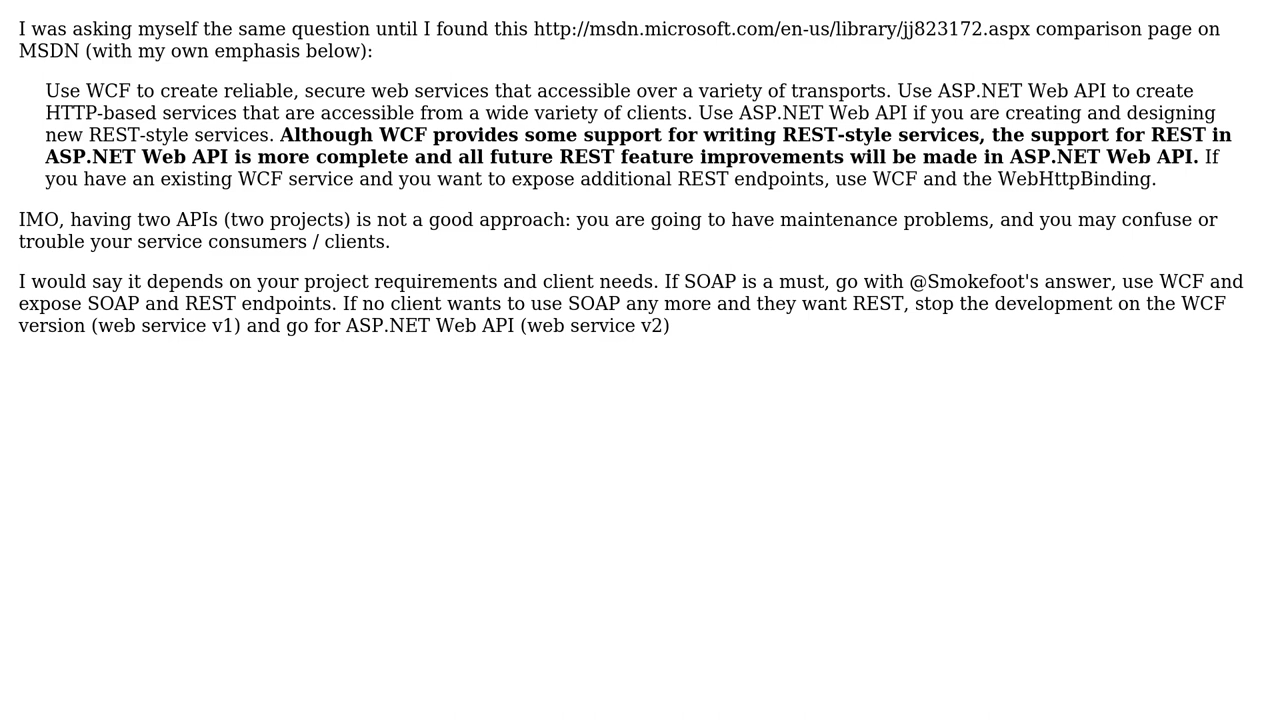 I was asking myself the same question until I found this http://msdn.microsoft.com/en-us/library/jj823172.aspx comparison page on
MSDN (with my own emphasis below):
Use WCF to create reliable, secure web services that accessible over a variety of transports. Use ASP.NET Web API to create
HTTP-based services that are accessible from a wide variety of clients. Use ASP.NET Web API if you are creating and designing
new REST-style services. Although WCF provides some support for writing REST-style services, the support for REST in
ASP.NET Web API is more complete and all future REST feature improvements will be made in ASP.NET Web API. If
you have an existing WCF service and you want to expose additional REST endpoints, use WCF and the WebHttpBinding.
IMO, having two APIs (two projects) is not a good approach: you are going to have maintenance problems, and you may confuse or
trouble your service consumers / clients.
I would say it depends on your project requirements and client needs. If SOAP is a must, go with @Smokefoot's answer, use WCF and
expose SOAP and REST endpoints. If no client wants to use SOAP any more and they want REST, stop the development on the WCF
version (web service v1) and go for ASP.NET Web API (web service v2)